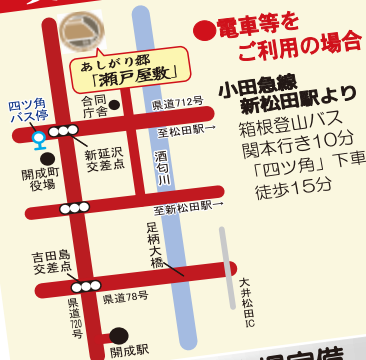 ●電車等を
ご利用の場合
小田急線
新松田駅より
箱根登山バス
関本行き10分
「四ツ角」下車
徒歩15分
あしがり郷
「瀬戸屋敷」
四ツ角
バス停
合同
庁舎
県道712号
至松田駅→
新延沢
交差点
開成町
役場
酒匂川
至新松田駅→
足柄大橋
吉田島
交差点
県道78号
県道720号
大井松田IC
開成駅